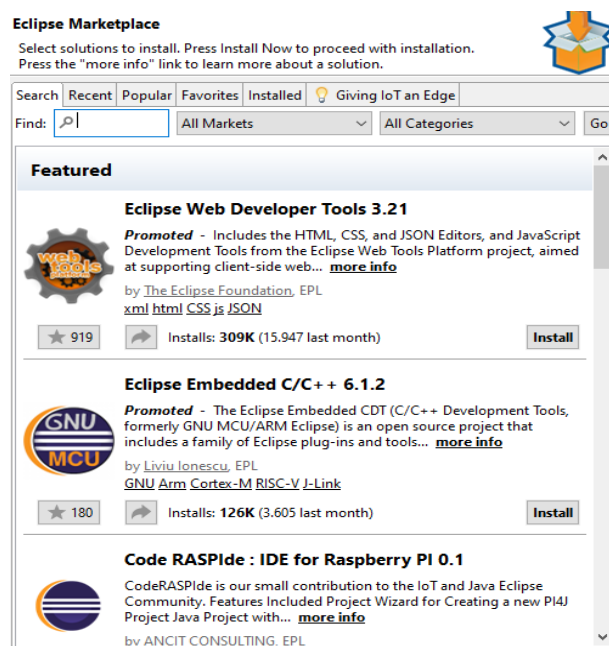 Eclipse Marketplace
Select solutions to install. Press Install Now to proceed with installation.
Press the "more info" link to learn more about a solution.
Search Recent Popular Favorites Installed Giving IoT an Edge
Find: All Markets All Categories Go
Featured
Eclipse Web Developer Tools 3.21
web
tools
platform
Promoted - Includes the HTML, CSS, and JSON Editors, and JavaScript
Development Tools from the Eclipse Web Tools Platform project, aimed
at supporting client-side web... more info
by The Eclipse Foundation, EPL
xml html CSS js JSON
919 Installs: 309K (15.947 last month) Install
Eclipse Embedded C/C++ 6.1.2
GNU
MCU
Promoted - The Eclipse Embedded CDT (C/C++ Development Tools,
formerly GNU MCU/ARM Eclipse) is an open source project that
includes a family of Eclipse plug-ins and tools... more info
by Liviu Ionescu, EPL
GNU Arm Cortex-M RISC-V J-Link
180 Installs: 126K (3.605 last month) Install
Code RASPIde : IDE for Raspberry PI 0.1
CodeRASPIde is our small contribution to the IoT and Java Eclipse
Community. Features Included Project Wizard for Creating a new PI4J
Project Java Project with... more info
by ANCIT CONSULTING, EPL